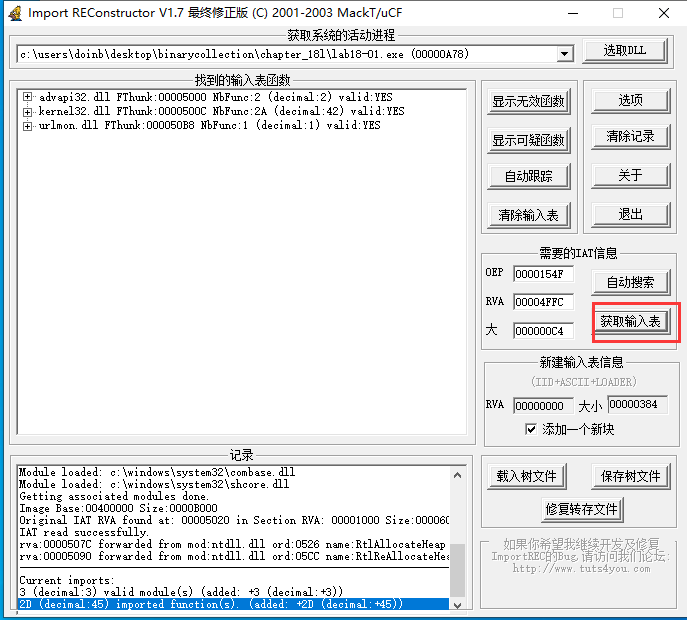 Import REConstructor V1.7 最终修正版 (C) 2001-2003 MackT/uCF
获取系统的活动进程
c:\users\doinb\desktop\binarycollection\chapter_18l\lab18-01.exe (00000A78)
选取DLL
找到的输入表函数
advapi32.dll FThunk:00005000 NbFunc:2 (decimal:2) valid:YES
kernel32.dll FThunk:0000500C NbFunc:2A (decimal:42) valid:YES
urlmon.dll FThunk:000050B8 NbFunc:1 (decimal:1) valid:YES
显示无效函数
显示可疑函数
自动跟踪
清除输入表
选项
清除记录
关于
退出
需要的IAT信息
OEP 0000154F
自动搜索
RVA 00004FFC
获取输入表
大 000000C4
新建输入表信息
(IID+ASCII+LOADER)
RVA 00000000 大小 00000384
添加一个新块
记录
Module loaded: c:\windows\system32\combase.dll
Module loaded: c:\windows\system32\shcore.dll
Getting associated modules done.
Image Base:00400000 Size:0000B000
Original IAT RVA found at: 00005020 in Section RVA: 00001000 Size:0000600
IAT read successfully.
rva:0000507C forwarded from mod:ntdll.dll ord:0526 name:RtlAllocateHeap
rva:00005090 forwarded from mod:ntdll.dll ord:05CC name:RtlReAllocateHea
Current imports:
3 (decimal:3) valid module(s) (added: +3 (decimal:+3))
2D (decimal:45) imported function(s). (added: +2D (decimal:+45))
载入树文件
保存树文件
修复转存文件
如果你希望我继续开发及修复
ImportREC的Bug,请访问我们论坛:
http://www.tuts4you.com